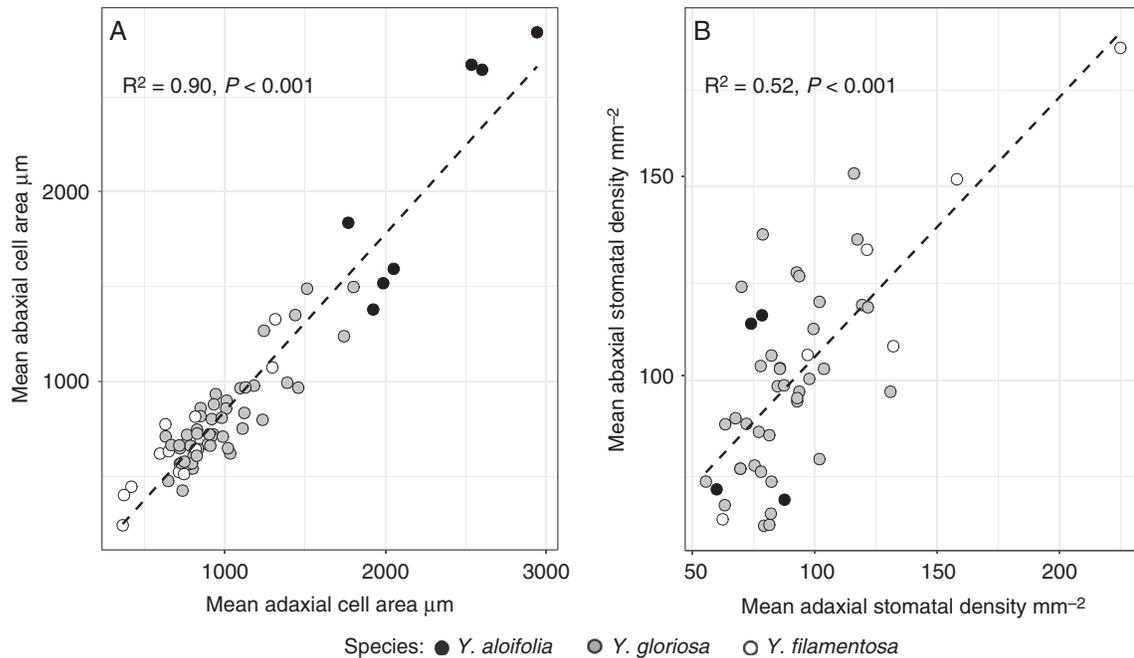 A
R² = 0.90, P < 0.001
2000
1000
Mean abaxial cell area µm
1000
2000
3000
Mean adaxial cell area µm
B
R² = 0.52, P < 0.001
150
100
Mean abaxial stomatal density mm⁻²
50
100
150
200
Mean adaxial stomatal density mm⁻²
Species: Y. aloifolia Y. gloriosa Y. filamentosa